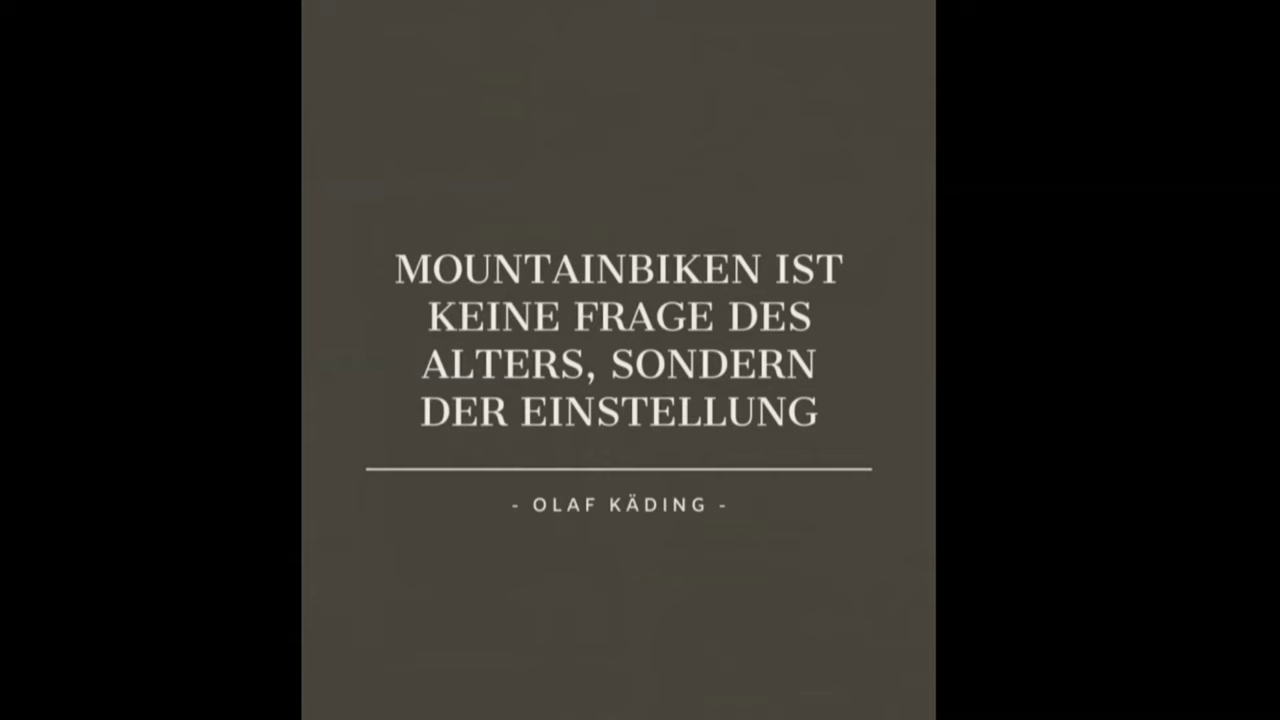 MOUNTAINBIKEN IST
KEINE FRAGE DES
ALTERS, SONDERN
DER EINSTELLUNG
- OLAF KÄDING -